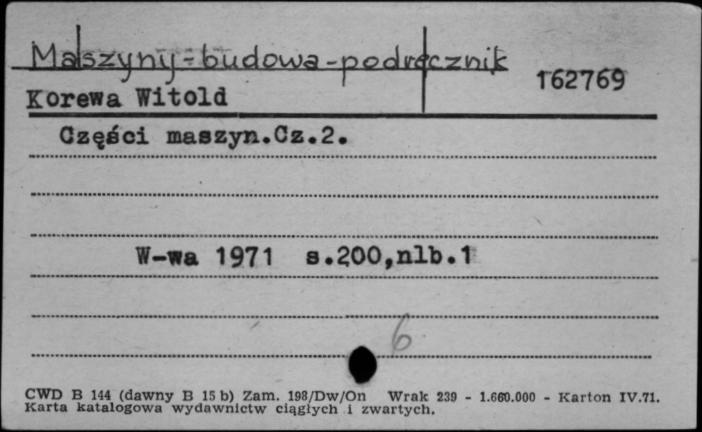 Maszyny-budowa-podręcznik
162769
Korewa Witold
Części maszyn.Cz.2.
W-wa 1971 s.200,nlb.1
6
CWD B 144 (dawny B 15 b) Zam. 198/Dw/On Wrak 239 - 1.660.000 - Karton IV.71.
Karta katalogowa wydawnictw ciągłych i zwartych.